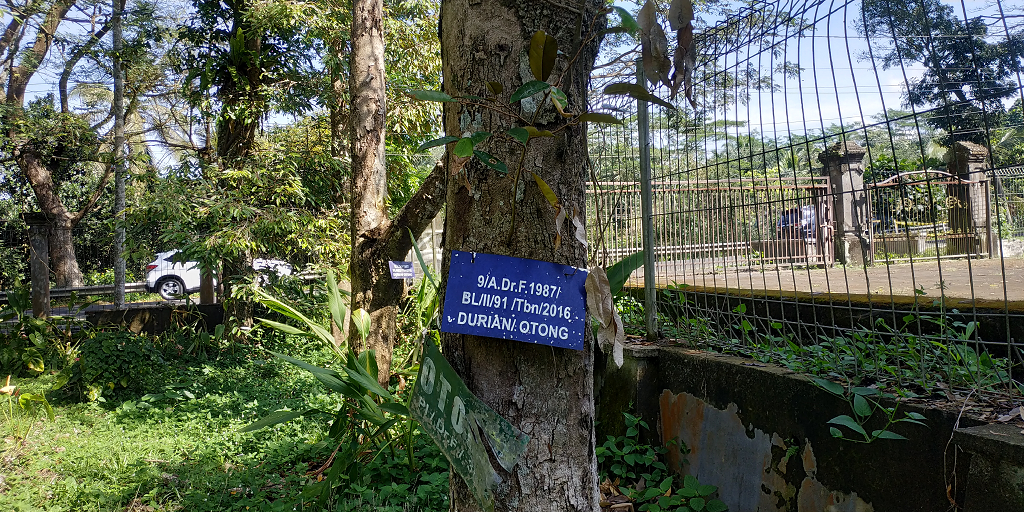 9/A.Dr.F.1987/
BL/II/91 /Tbn/2016
DURIAN/.OTONG
OTO